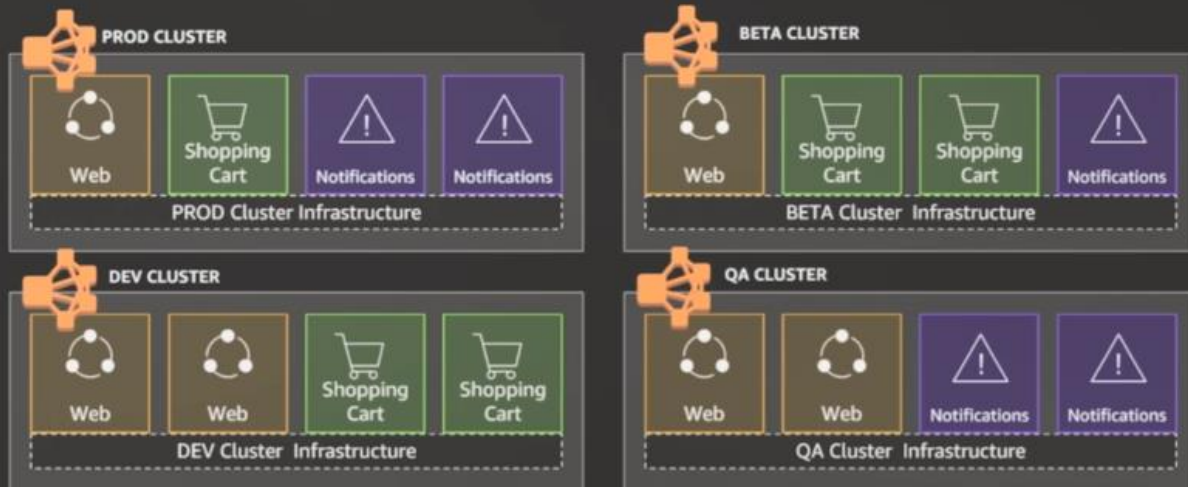 PROD CLUSTER
Web
Shopping
Cart
Notifications
Notifications
PROD Cluster Infrastructure
BETA CLUSTER
Web
Shopping
Cart
Shopping
Cart
Notifications
BETA Cluster Infrastructure
DEV CLUSTER
Web
Web
Shopping
Cart
Shopping
Cart
DEV Cluster Infrastructure
QA CLUSTER
Web
Web
Notifications
Notifications
QA Cluster Infrastructure